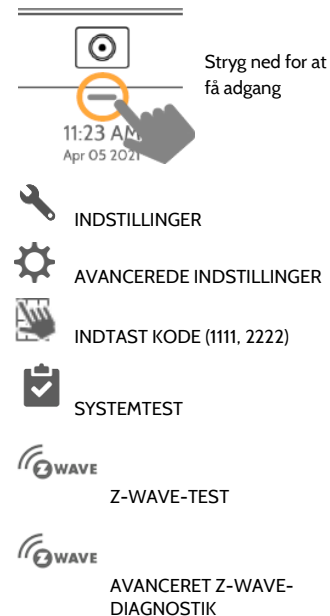 Stryg ned for at
få adgang
11:23 AM
Apr 05 2021
INDSTILLINGER
AVANCEREDE INDSTILLINGER
INDTAST KODE (1111, 2222)
SYSTEMTEST
Z WAVE
Z-WAVE-TEST
Z WAVE
AVANCERET Z-WAVE-
DIAGNOSTIK